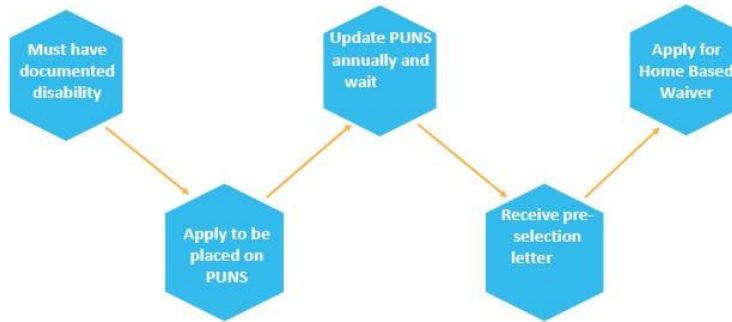 Must have
documented
disability
Apply to be
placed on
PUNS
Update PUNS
annually and
wait
Receive pre-
selection
letter
Apply for
Home Based
Waiver